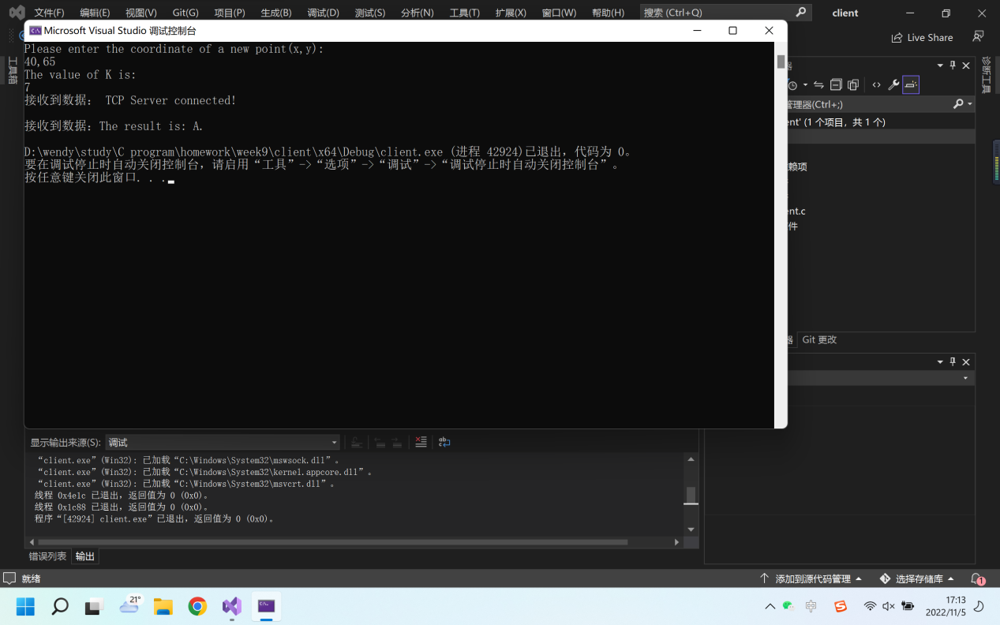 文件(F) 编辑(E) 视图(V) Git(G) 项目(P) 生成(B) 调试(D) 测试(S) 分析(N) 工具(T) 扩展(X) 窗口(W) 帮助(H) 搜索 (Ctrl+Q) client
Microsoft Visual Studio 调试控制台
Live Share
工具箱
诊断工具
Please enter the coordinate of a new point(x,y):
40,65
The value of K is:
7
接收到数据： TCP Server connected!
接收到数据：The result is: A.
D:\wendy\study\C program\homework\week9\client\x64\Debug\client.exe (进程 42924)已退出，代码为 0。
要在调试停止时自动关闭控制台，请启用“工具”->“选项”->“调试”->“调试停止时自动关闭控制台”。
按任意键关闭此窗口. . .
器
管理器(Ctrl+;)
ent' (1 个项目，共 1 个)
赖项
ent.c
件
器 Git 更改
显示输出来源(S): 调试
“client.exe”(Win32): 已加载“C:\Windows\System32\mswsock.dll”。
“client.exe”(Win32): 已加载“C:\Windows\System32\kernel.appcore.dll”。
“client.exe”(Win32): 已加载“C:\Windows\System32\msvcrt.dll”。
线程 0x4e1c 已退出，返回值为 0 (0x0)。
线程 0x1c88 已退出，返回值为 0 (0x0)。
程序“[42924] client.exe”已退出，返回值为 0 (0x0)。
错误列表 输出
就绪 添加到源代码管理 选择存储库 1
21°
中
17:13
2022/11/5